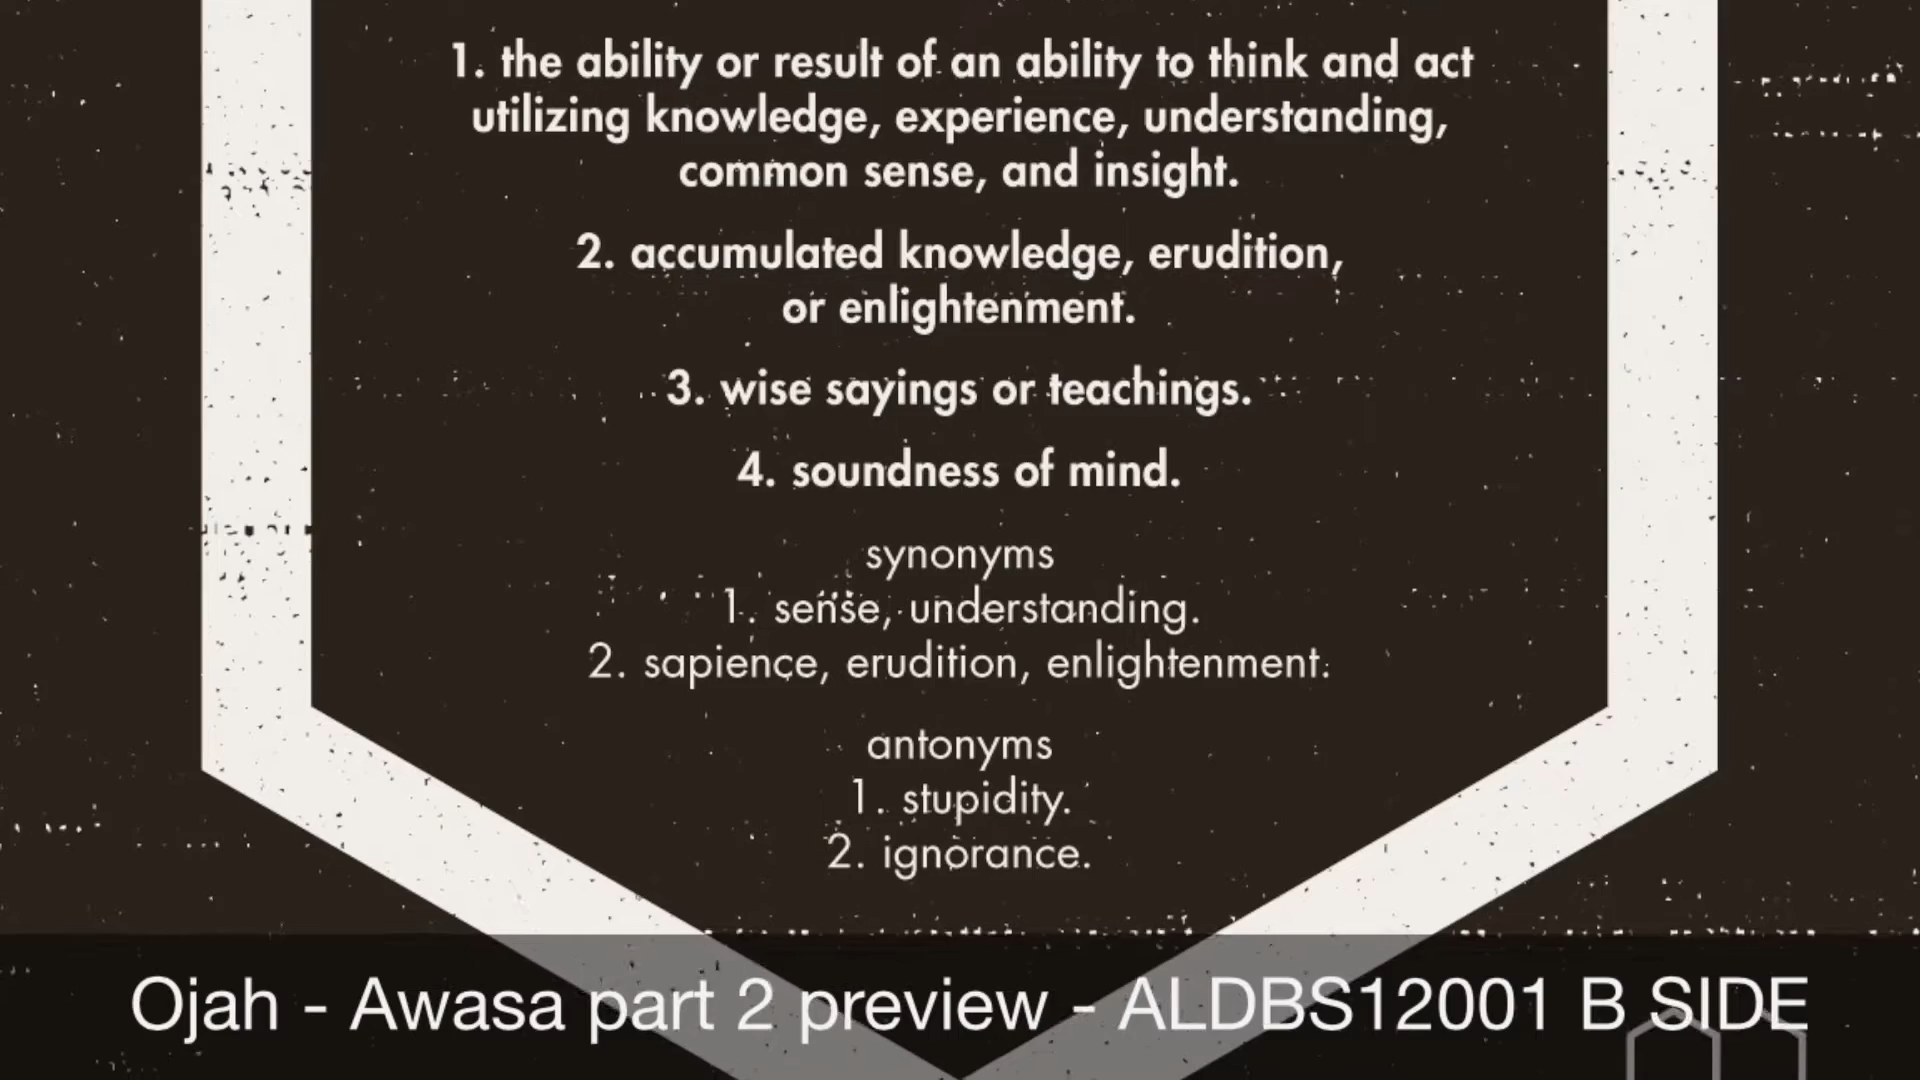 1. the ability or result of an ability to think and act
utilizing knowledge, experience, understanding,
common sense, and insight.
2. accumulated knowledge, erudition,
or enlightenment.
3. wise sayings or teachings.
4. soundness of mind.
synonyms
1. sense, understanding.
2. sapience, erudition, enlightenment.
antonyms
1. stupidity.
2. ignorance.
Ojah - Awasa part 2 preview - ALDBS12001 B SIDE